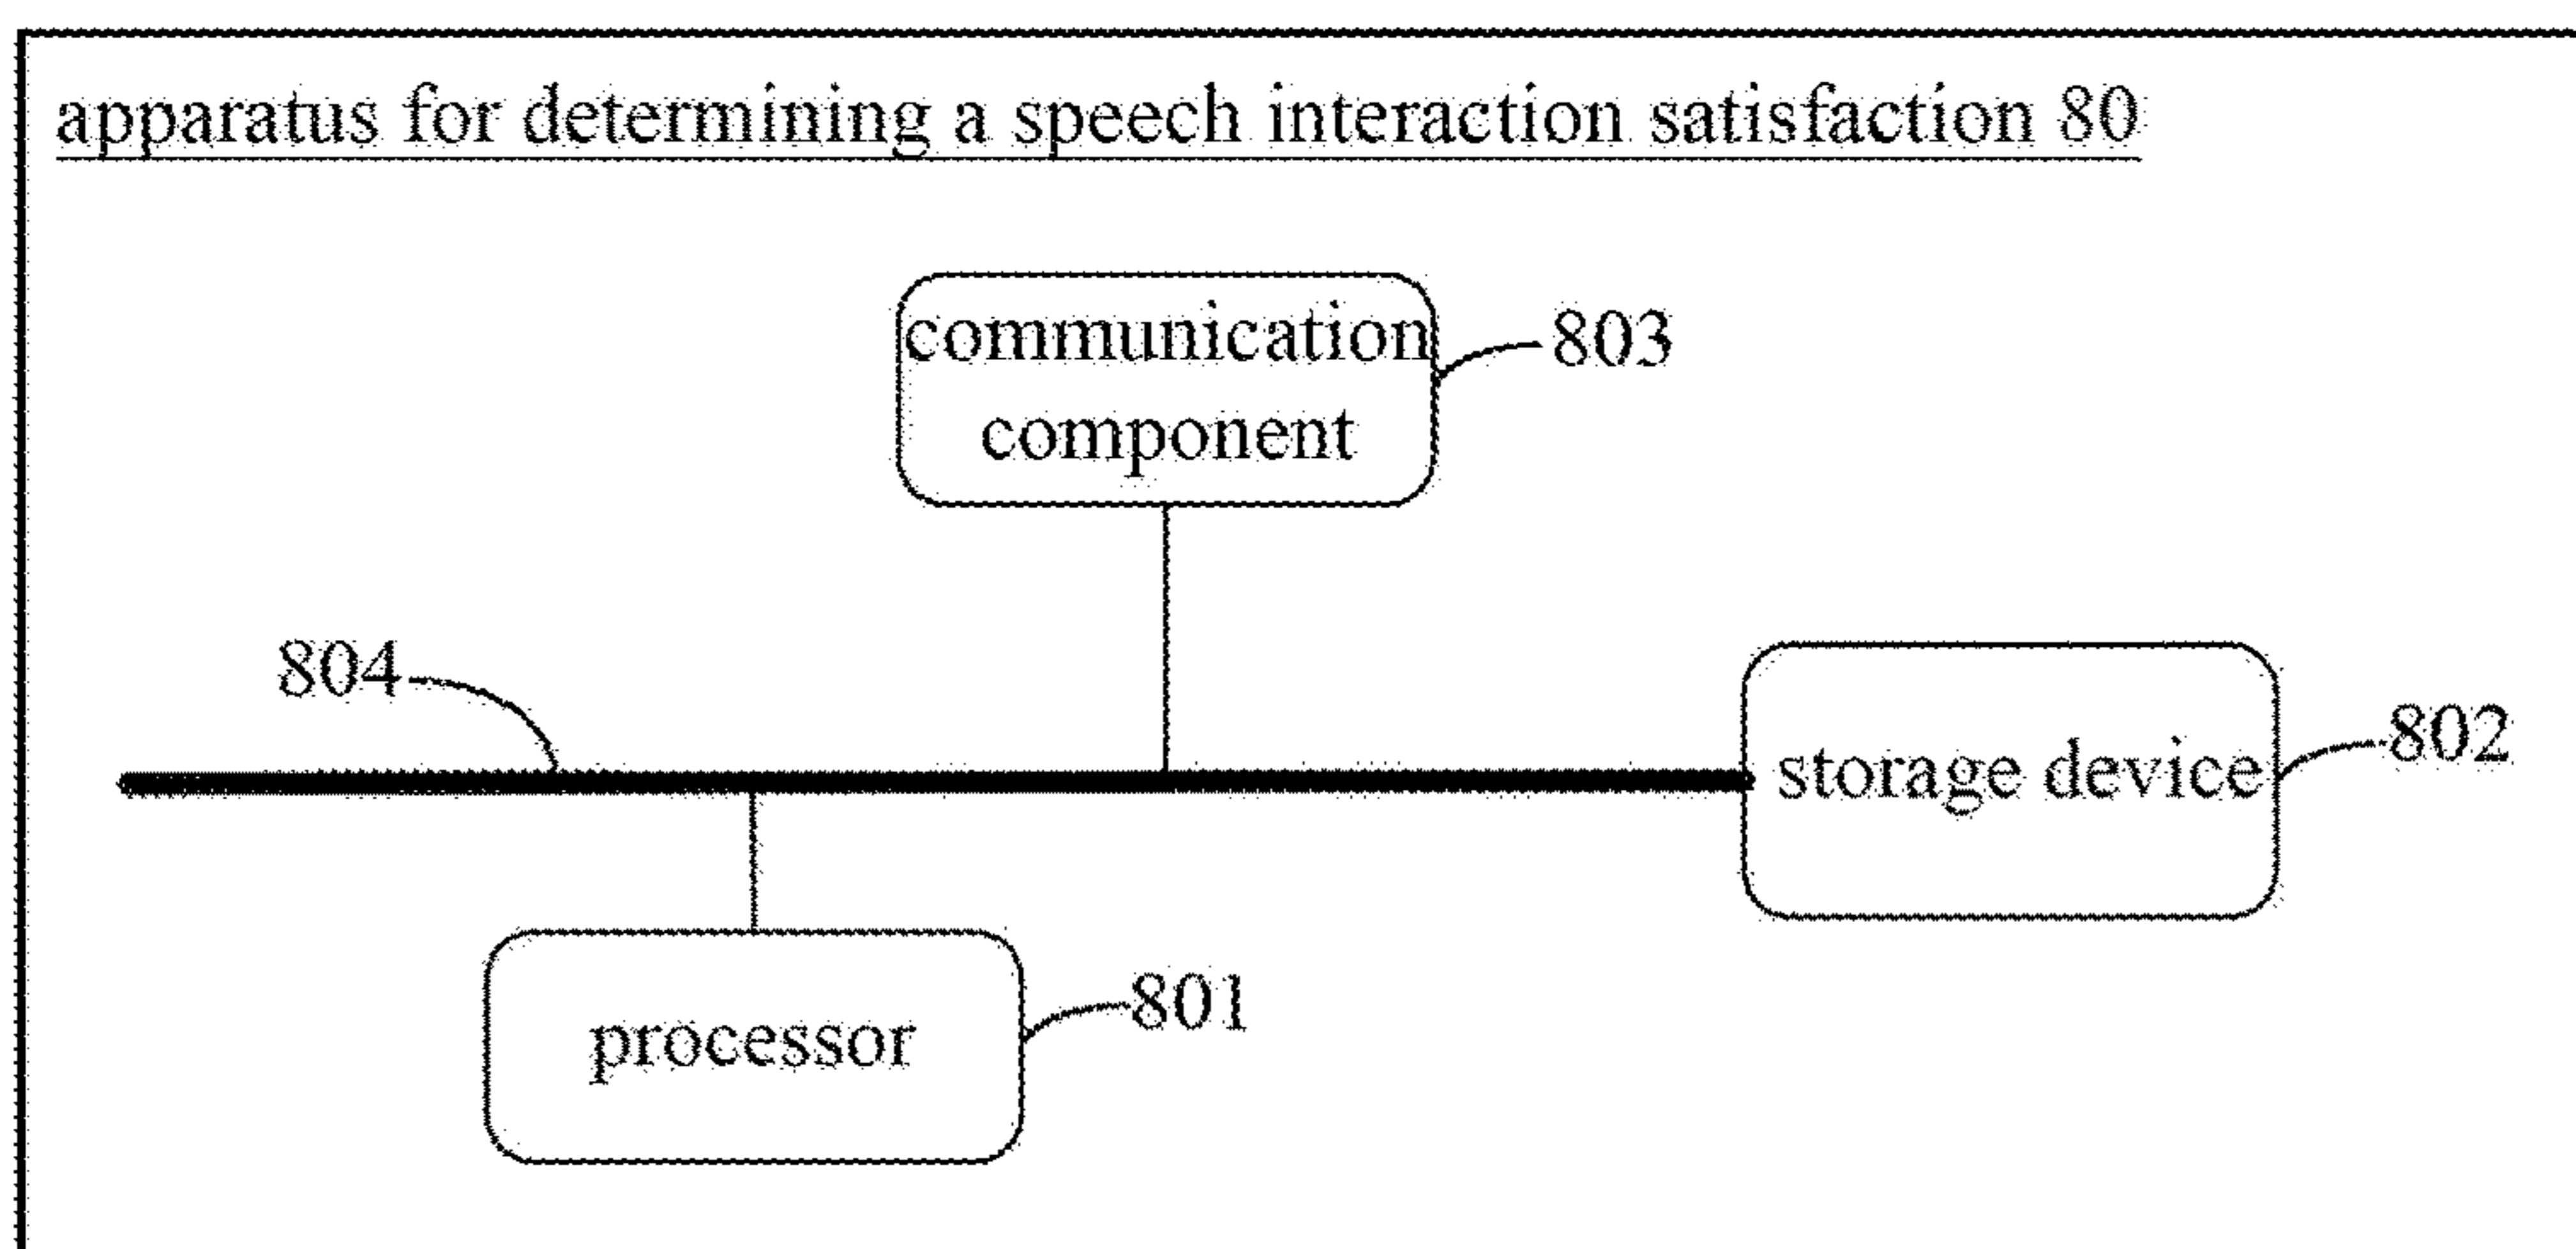 apparatus for determining a speech interaction satisfaction 80
communication
component
803
804
storage device
802
processor
801